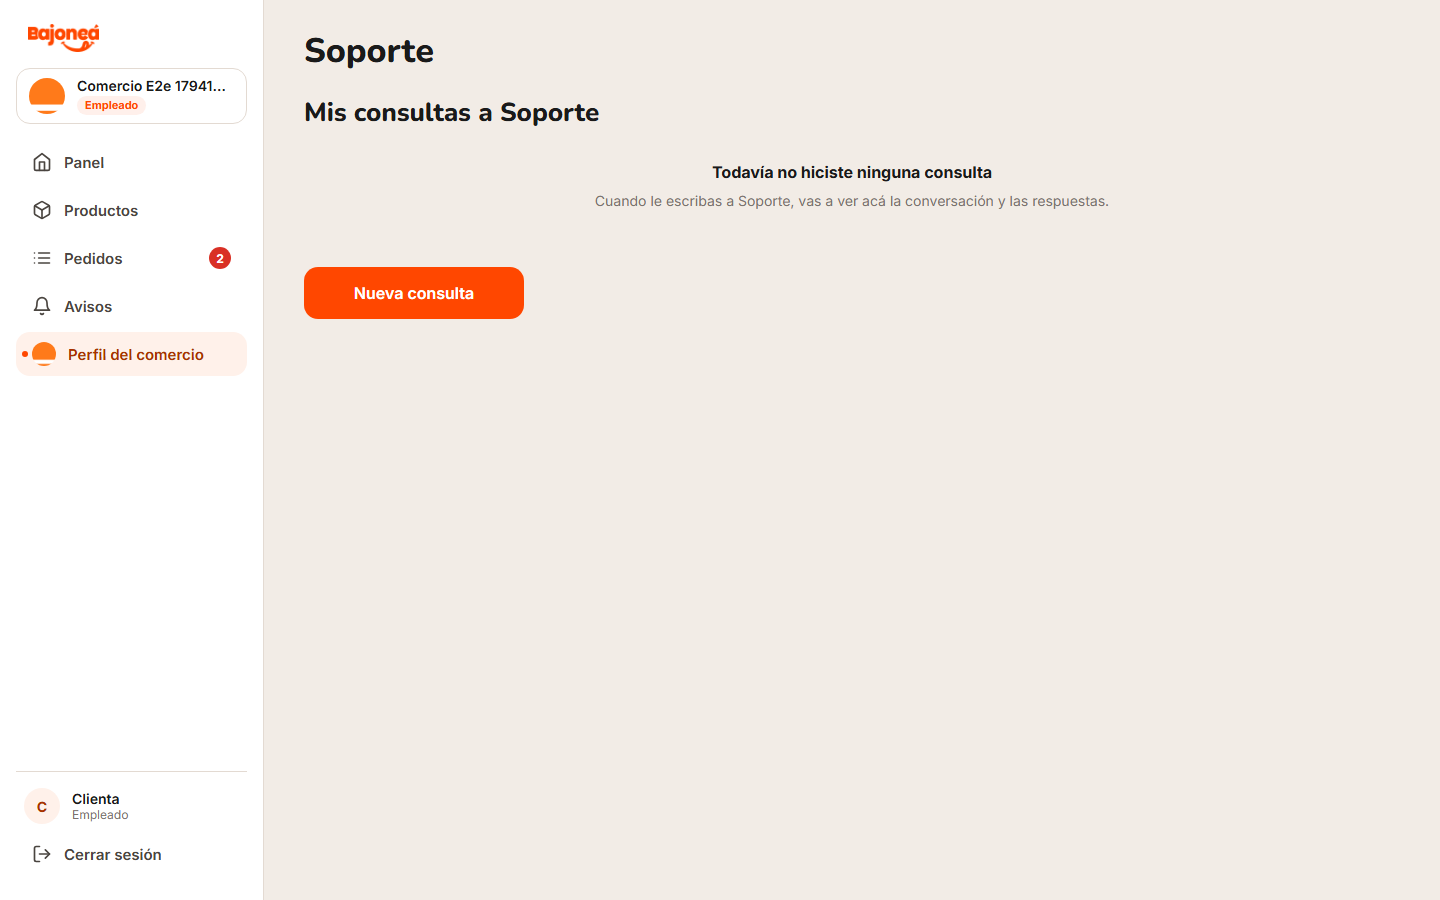 Bajoneá
Comercio E2e 17941...
Empleado
Panel
Productos
Pedidos
2
Avisos
Perfil del comercio
Clienta
Empleado
Cerrar sesión
Soporte
Mis consultas a Soporte
Todavía no hiciste ninguna consulta
Cuando le escribas a Soporte, vas a ver acá la conversación y las respuestas.
Nueva consulta
C